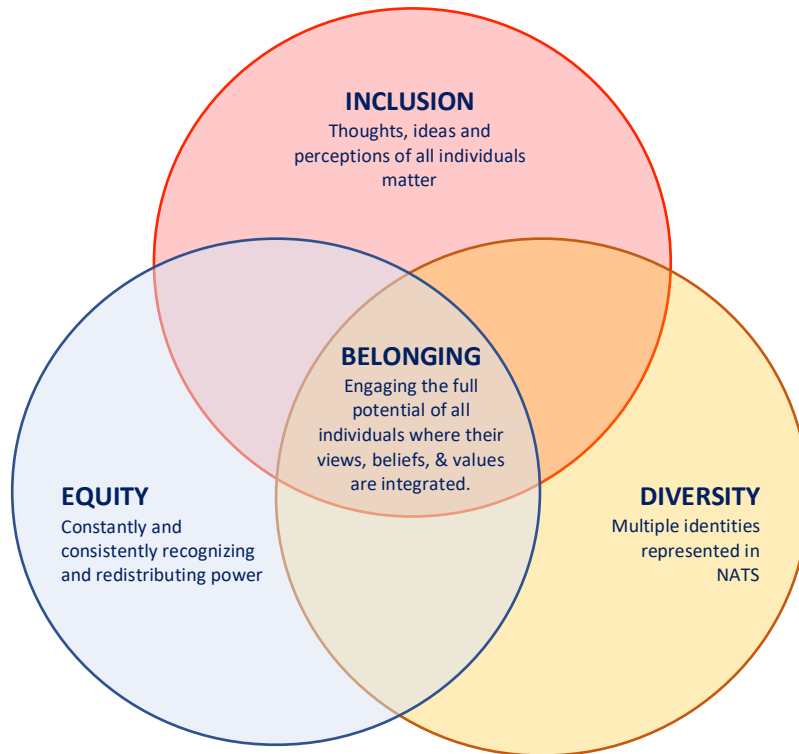 INCLUSION
Thoughts, ideas and
perceptions of all individuals
matter
BELONGING
Engaging the full
potential of all
individuals where their
views, beliefs, & values
are integrated.
EQUITY
Constantly and
consistently recognizing
and redistributing power
DIVERSITY
Multiple identities
represented in
NATS